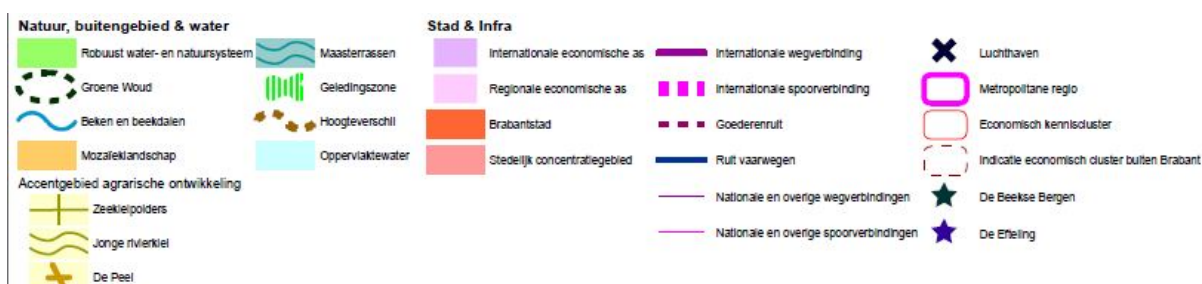 Natuur, buitengebied & water
Robuust water- en natuursysteem
Groene Woud
Beken en beekdalen
Mozaïeklandschap
Accentgebied agrarische ontwikkeling
Zeekleipolders
Jonge rivierklei
De Peel
Maasterrassen
Geledingszone
Hoogteverschil
Oppervlaktewater
Stad & Infra
Internationale economische as
Regionale economische as
Brabantstad
Stedelijk concentratiegebied
Internationale wegverbinding
Internationale spoorverbinding
Goederenruit
Ruit vaarwegen
Nationale en overige wegverbindingen
Nationale en overige spoorverbindingen
Luchthaven
Metropolitane regio
Economisch kenniscluster
Indicatie economisch cluster buiten Brabant
De Beekse Bergen
De Efteling